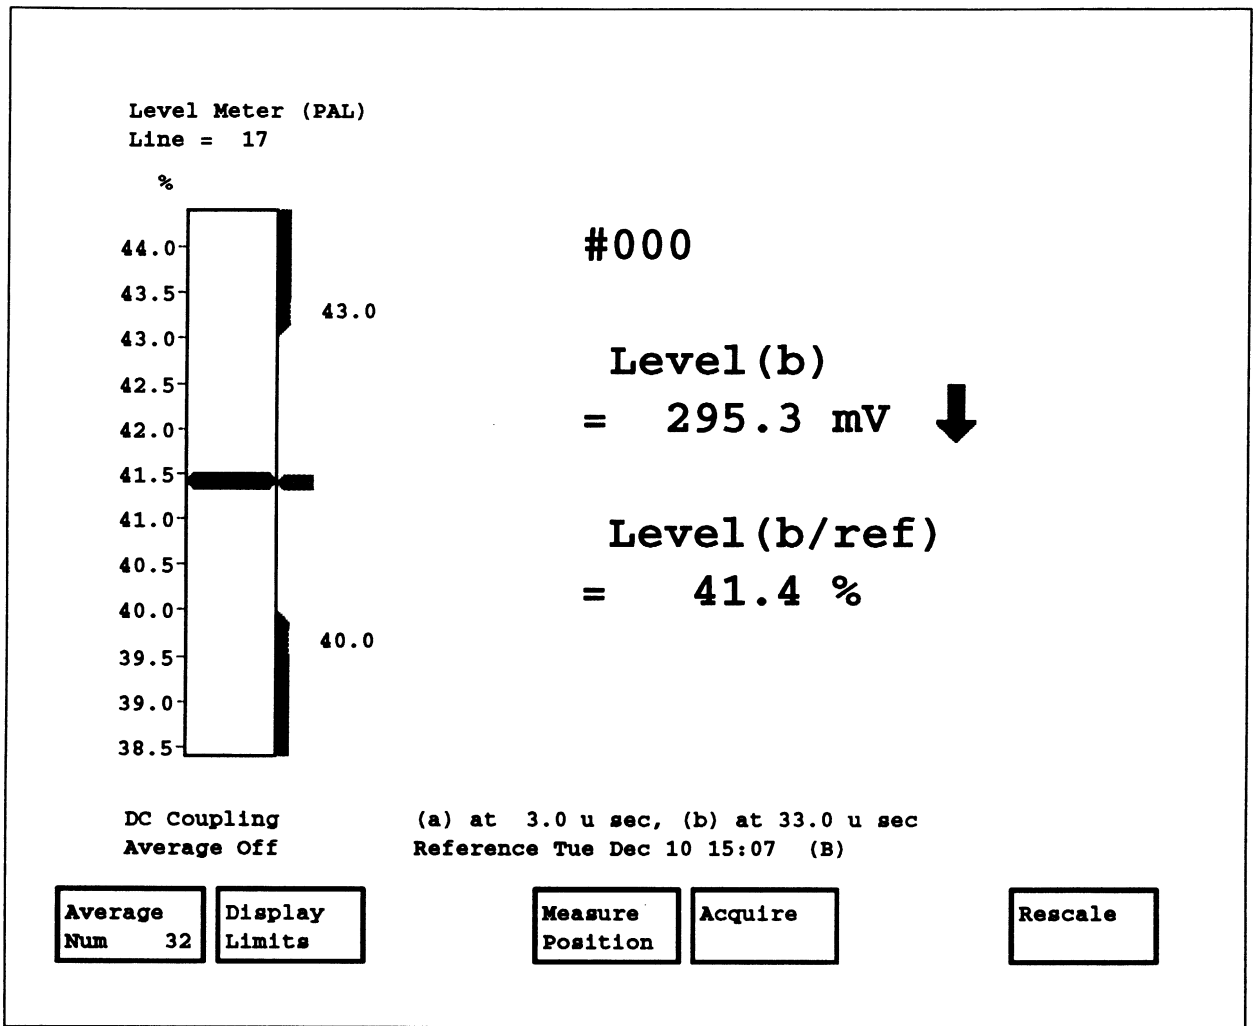 Level Meter (PAL)
Line = 17
%
44.0
43.5
43.0
42.5
42.0
41.5
41.0
40.5
40.0
39.5
39.0
38.5
43.0
40.0
#000
Level(b)
= 295.3 mV
Level(b/ref)
= 41.4 %
DC Coupling
Average Off
(a) at 3.0 u sec, (b) at 33.0 u sec
Reference Tue Dec 10 15:07 (B)
Average
Num 32
Display
Limits
Measure
Position
Acquire
Rescale